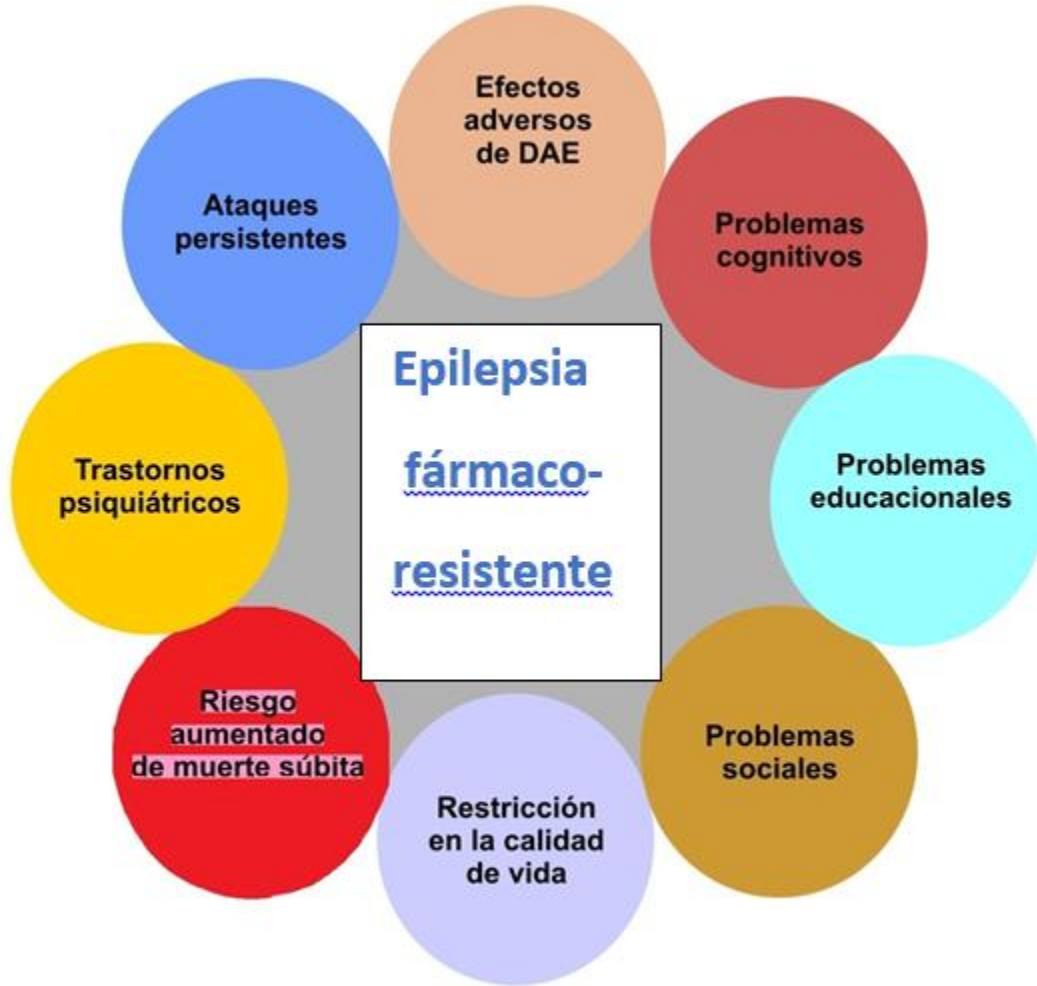 Efectos
adversos
de DAE
Problemas
cognitivos
Problemas
educacionales
Problemas
sociales
Restricción
en la calidad
de vida
Riesgo
aumentado
de muerte súbita
Trastornos
psiquiátricos
Ataques
persistentes
Epilepsia
fármaco-
resistente